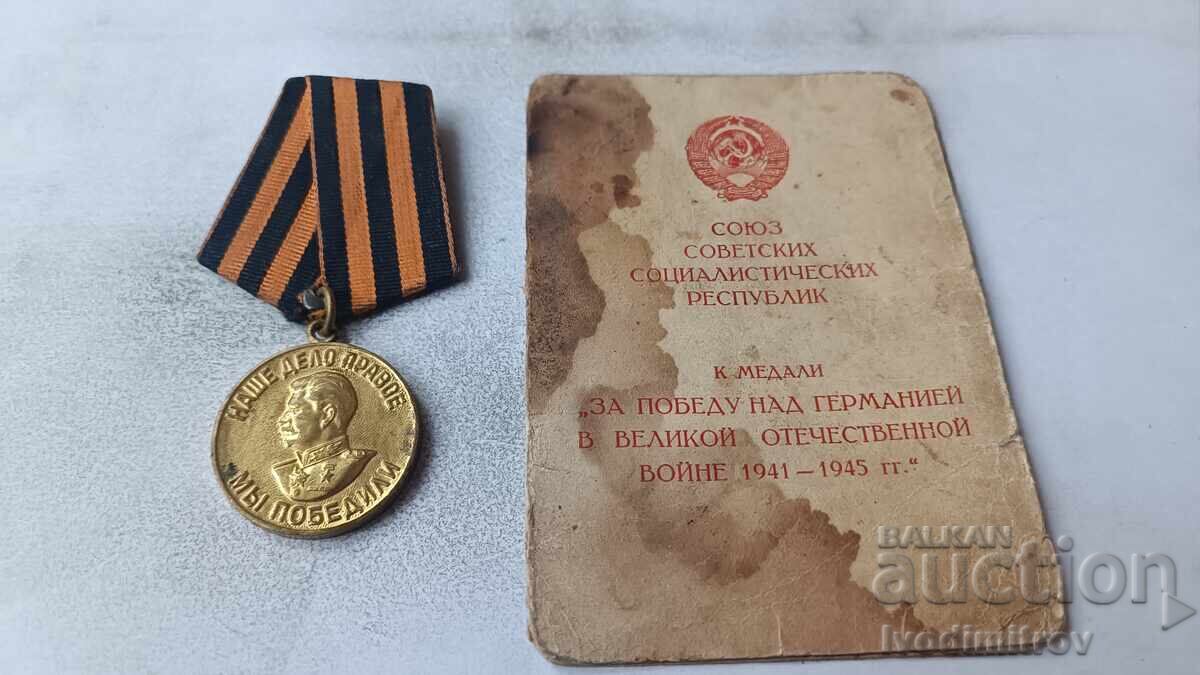 НАШЕ ДЕЛО ПРАВОЕ
МЫ ПОБЕДИЛИ
СОЮЗ
СОВЕТСКИХ
СОЦИАЛИСТИЧЕСКИХ
РЕСПУБЛИК
К МЕДАЛИ
„ЗА ПОБЕДУ НАД ГЕРМАНИЕЙ
В ВЕЛИКОЙ ОТЕЧЕСТВЕННОЙ
ВОЙНЕ 1941 — 1945 гг.“
BALKAN
auction
Ivodimitrov